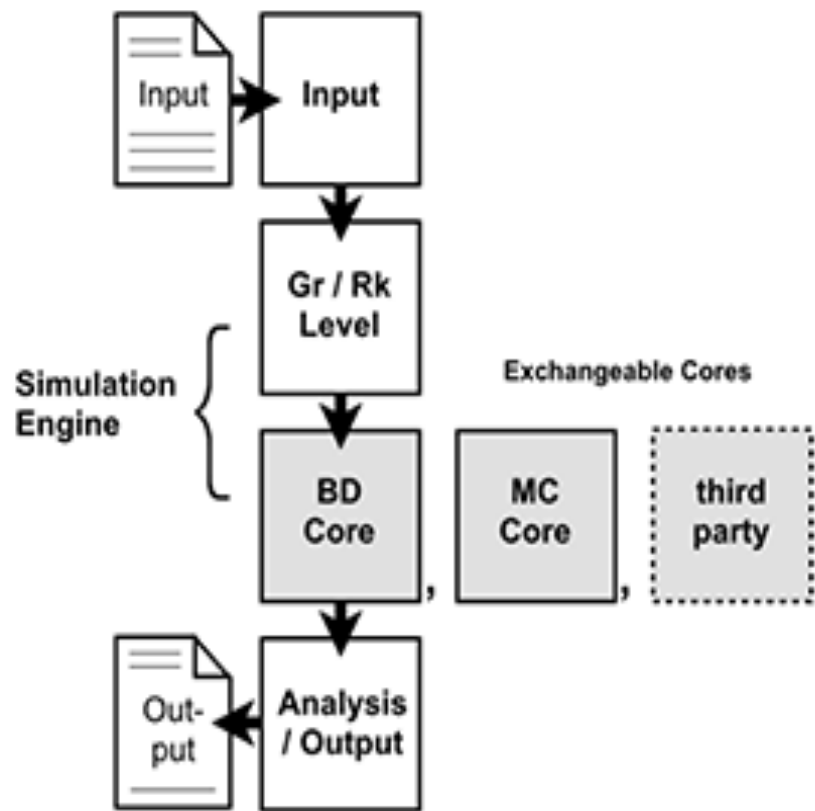 Input
Input
Gr / Rk
Level
Simulation
Engine
Exchangeable Cores
BD
Core
,
MC
Core
,
third
party
Out-
put
Analysis
/ Output